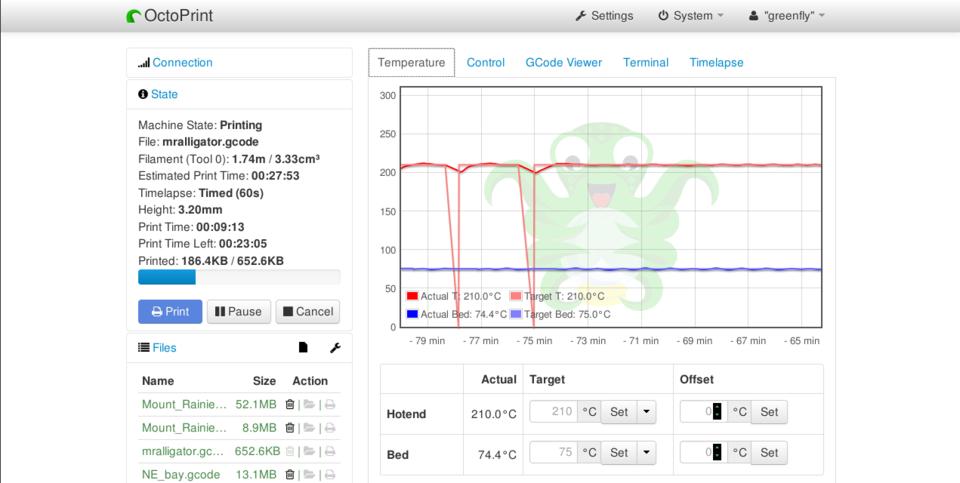 OctoPrint
Settings
System
"greenfly"
Connection
State
Machine State: Printing
File: mralligator.gcode
Filament (Tool 0): 1.74m / 3.33cm³
Estimated Print Time: 00:27:53
Timelapse: Timed (60s)
Height: 3.20mm
Print Time: 00:09:13
Print Time Left: 00:23:05
Printed: 186.4KB / 652.6KB
Print Pause Cancel
Files
Name Size Action
Mount_Rainie... 52.1MB | |
Mount_Rainie... 8.9MB | |
mralligator.gc... 652.6KB | |
NE_bay.gcode 13.1MB | |
Temperature Control GCode Viewer Terminal Timelapse
300
250
200
150
100
50
0
Actual T: 210.0°C Target T: 210.0°C
Actual Bed: 74.4°C Target Bed: 75.0°C
- 79 min - 77 min - 75 min - 73 min - 71 min - 69 min - 67 min - 65 min
Actual Target Offset
Hotend 210.0°C 210 °C Set 0 °C Set
Bed 74.4°C 75 °C Set 0 °C Set